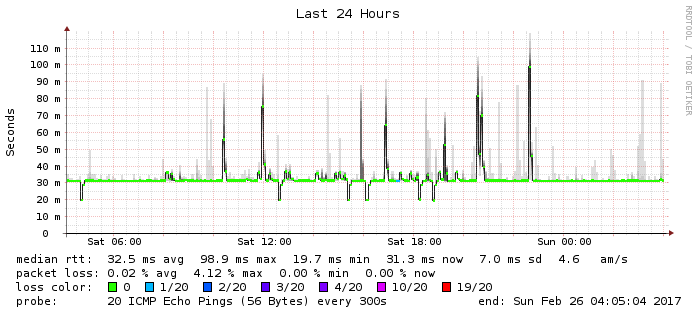 Last 24 Hours
RRDTOOL / TOBI OETIKER
Seconds
110 m
100 m
90 m
80 m
70 m
60 m
50 m
40 m
30 m
20 m
10 m
0
Sat 06:00 Sat 12:00 Sat 18:00 Sun 00:00
median rtt: 32.5 ms avg 98.9 ms max 19.7 ms min 31.3 ms now 7.0 ms sd 4.6 am/s
packet loss: 0.02 % avg 4.12 % max 0.00 % min 0.00 % now
loss color: 0 1/20 2/20 3/20 4/20 10/20 19/20
probe: 20 ICMP Echo Pings (56 Bytes) every 300s end: Sun Feb 26 04:05:04 2017